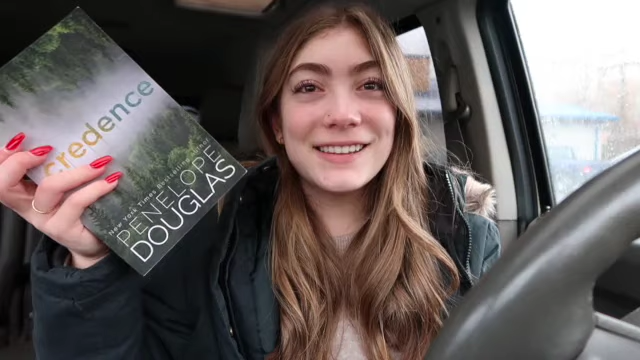 credence
New York Times Bestselling Author
PENELOPE
DOUGLAS